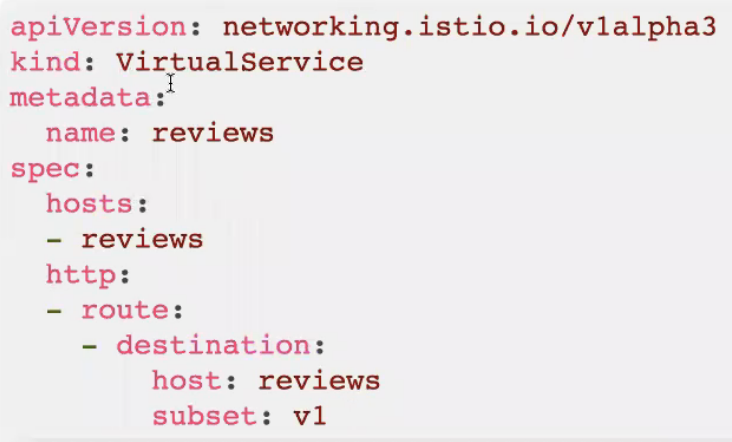 apiVersion: networking.istio.io/v1alpha3
kind: VirtualService
metadata:
  name: reviews
spec:
  hosts:
  - reviews
  http:
  - route:
    - destination:
        host: reviews
        subset: v1